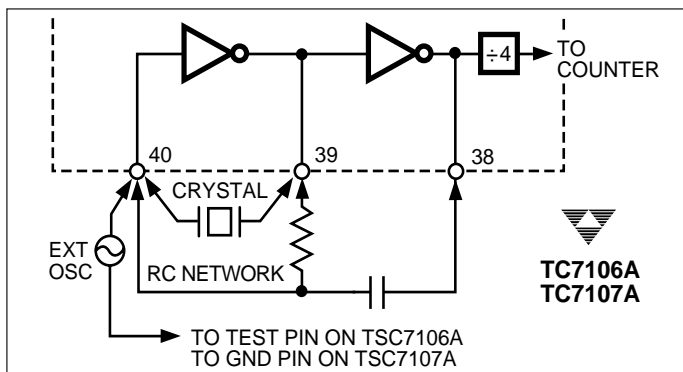 ÷4
TO
COUNTER
40
39
38
CRYSTAL
EXT
OSC
RC NETWORK
TC7106A
TC7107A
TO TEST PIN ON TSC7106A
TO GND PIN ON TSC7107A